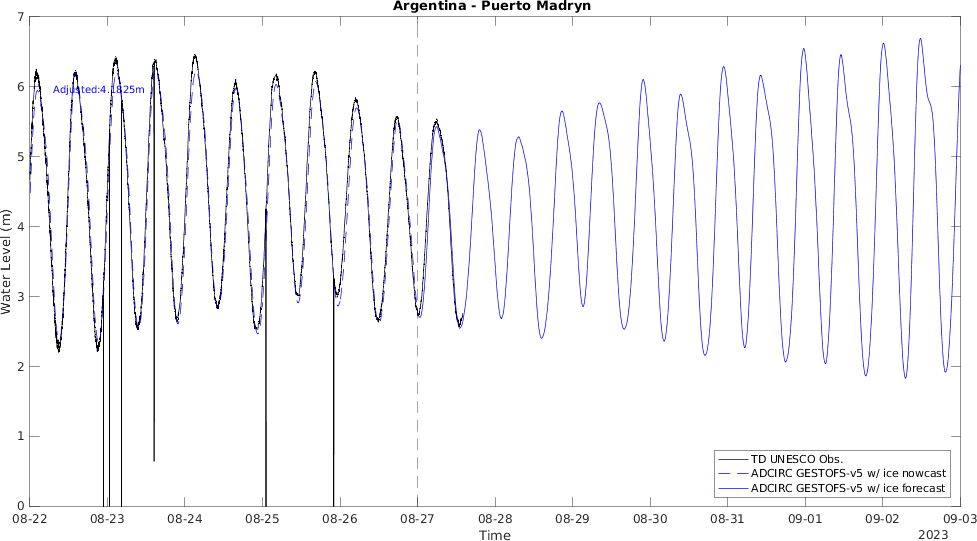 Argentina - Puerto Madryn
7
6
5
4
3
2
1
0
Water Level (m)
Adjusted:4.1825m
TD UNESCO Obs.
ADCIRC GESTOFS-v5 w/ ice nowcast
ADCIRC GESTOFS-v5 w/ ice forecast
08-22 08-23 08-24 08-25 08-26 08-27 08-28 08-29 08-30 08-31 09-01 09-02 09-03
Time
2023